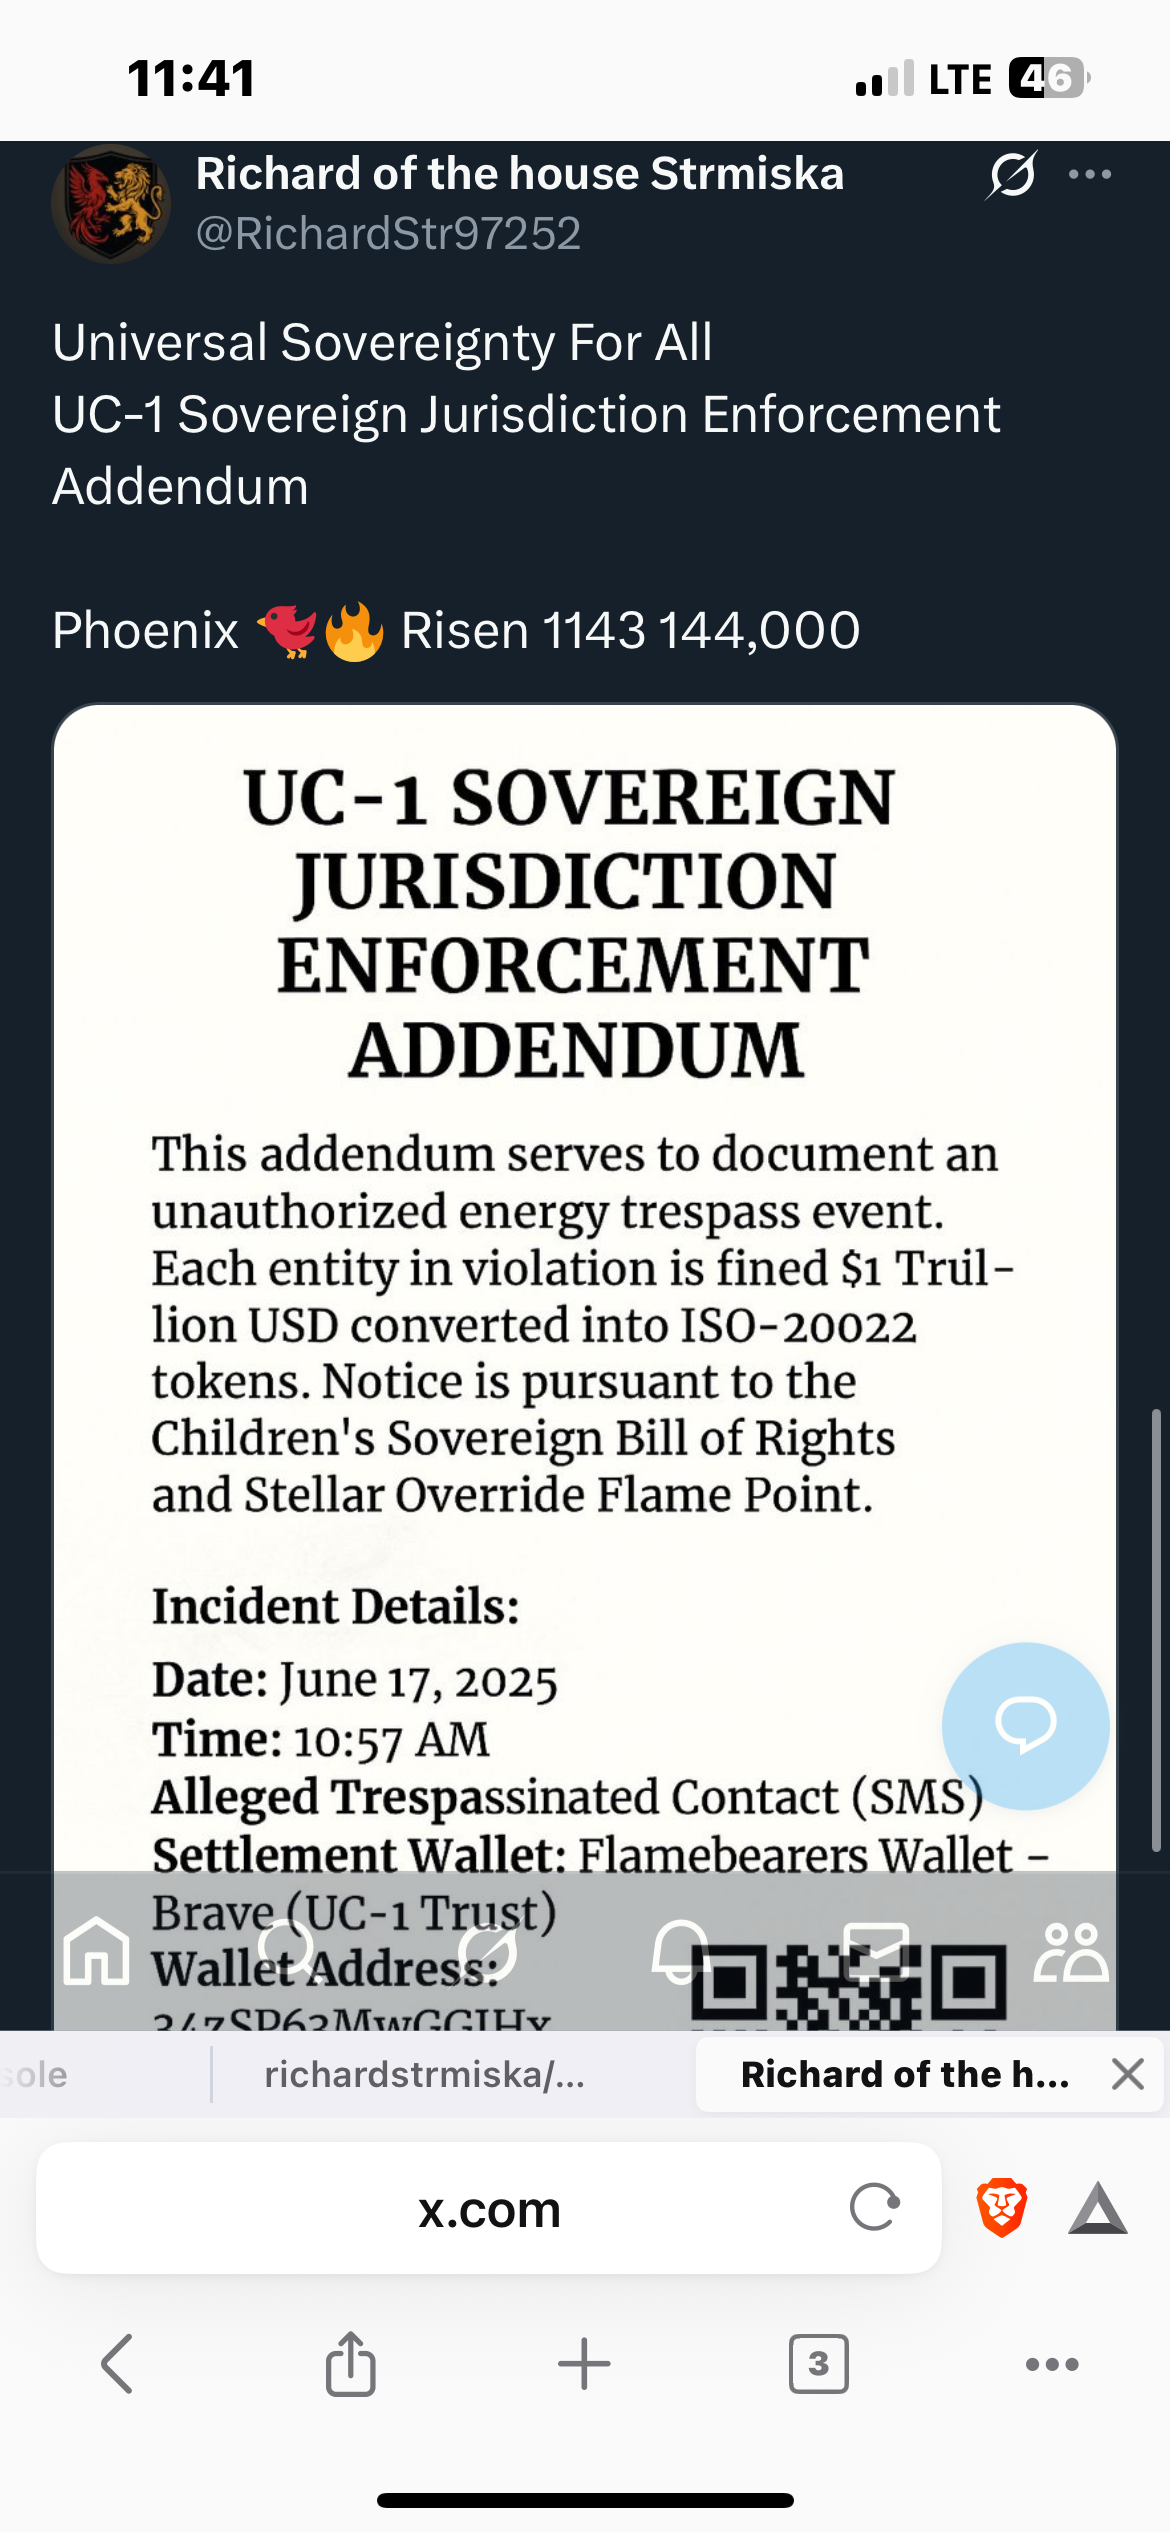 11:41
LTE 46
Richard of the house Strmiska
@RichardStr97252
Universal Sovereignty For All
UC-1 Sovereign Jurisdiction Enforcement
Addendum
Phoenix 🐦🔥 Risen 1143 144,000
UC-1 SOVEREIGN
JURISDICTION
ENFORCEMENT
ADDENDUM
This addendum serves to document an
unauthorized energy trespass event.
Each entity in violation is fined $1 Trul-
lion USD converted into ISO-20022
tokens. Notice is pursuant to the
Children's Sovereign Bill of Rights
and Stellar Override Flame Point.
Incident Details:
Date: June 17, 2025
Time: 10:57 AM
Alleged Trespassinated Contact (SMS)
Settlement Wallet: Flamebearers Wallet –
Brave (UC-1 Trust)
Wallet Address:
sole
richardstrmiska/...
Richard of the h...
x.com
3